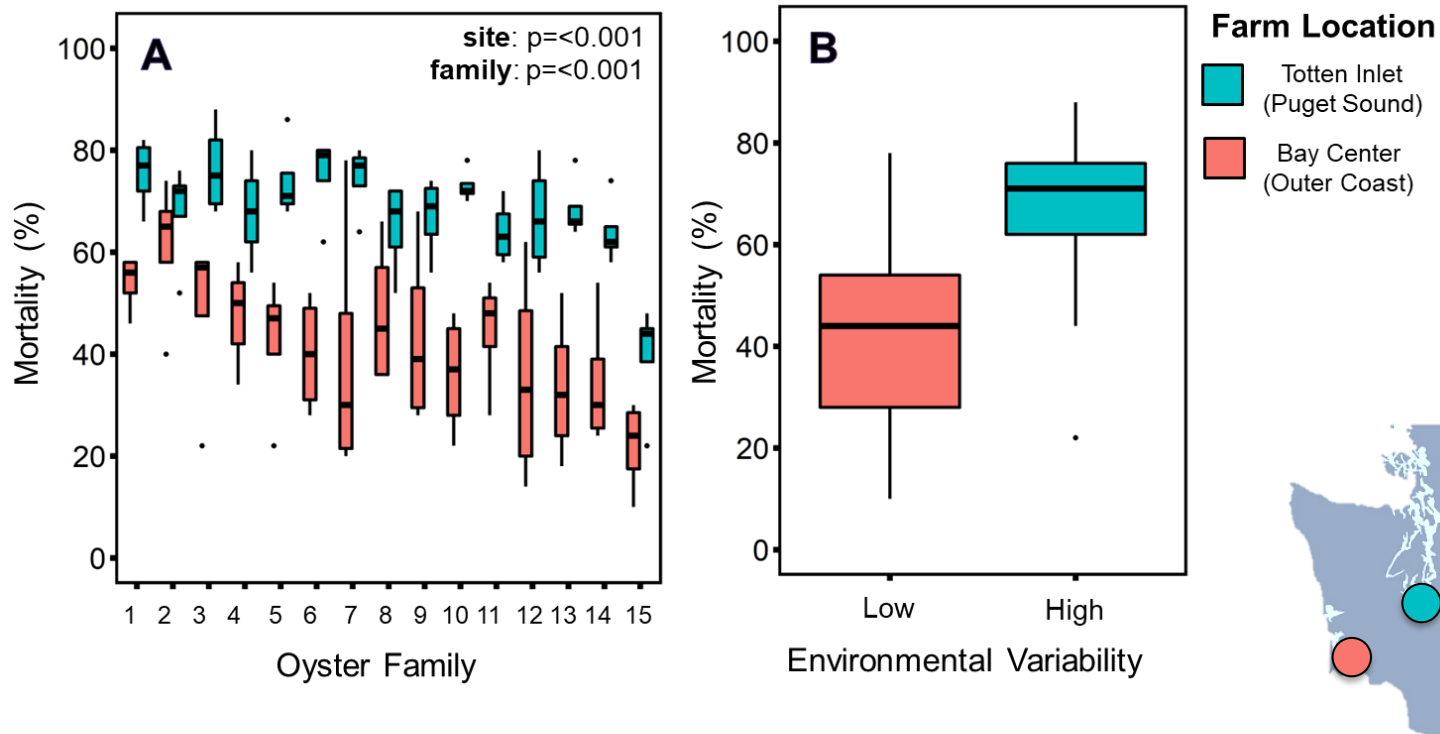 A
site: p=<0.001
family: p=<0.001
100
80
60
40
20
0
Mortality (%)
1 2 3 4 5 6 7 8 9 10 11 12 13 14 15
Oyster Family
B
100
80
60
40
20
0
Mortality (%)
Low High
Environmental Variability
Farm Location
Totten Inlet
(Puget Sound)
Bay Center
(Outer Coast)